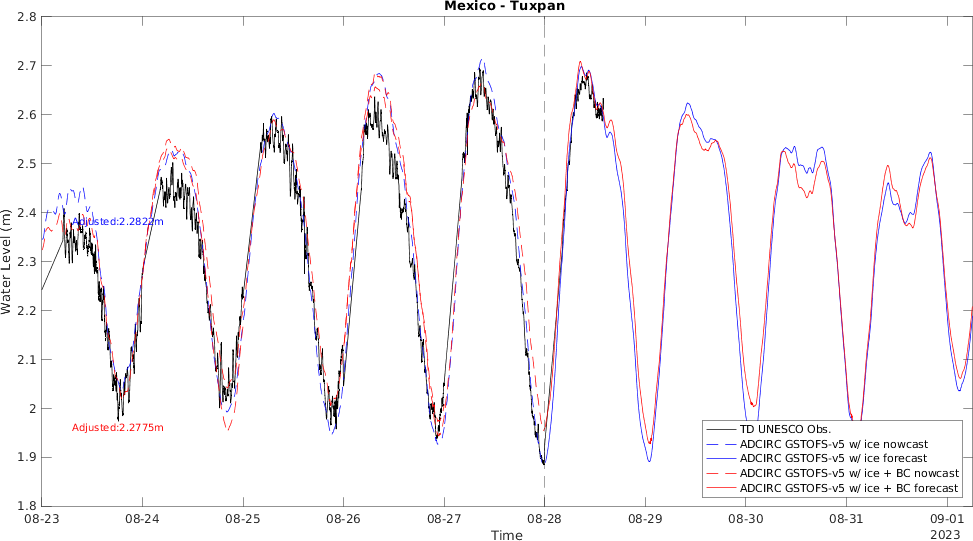 Mexico - Tuxpan
2.8
2.7
2.6
2.5
2.4
2.3
2.2
2.1
2
1.9
1.8
Water Level (m)
Adjusted:2.2822m
Adjusted:2.2775m
TD UNESCO Obs.
ADCIRC GSTOFS-v5 w/ ice nowcast
ADCIRC GSTOFS-v5 w/ ice forecast
ADCIRC GSTOFS-v5 w/ ice + BC nowcast
ADCIRC GSTOFS-v5 w/ ice + BC forecast
08-23 08-24 08-25 08-26 08-27 08-28 08-29 08-30 08-31 09-01
Time 2023